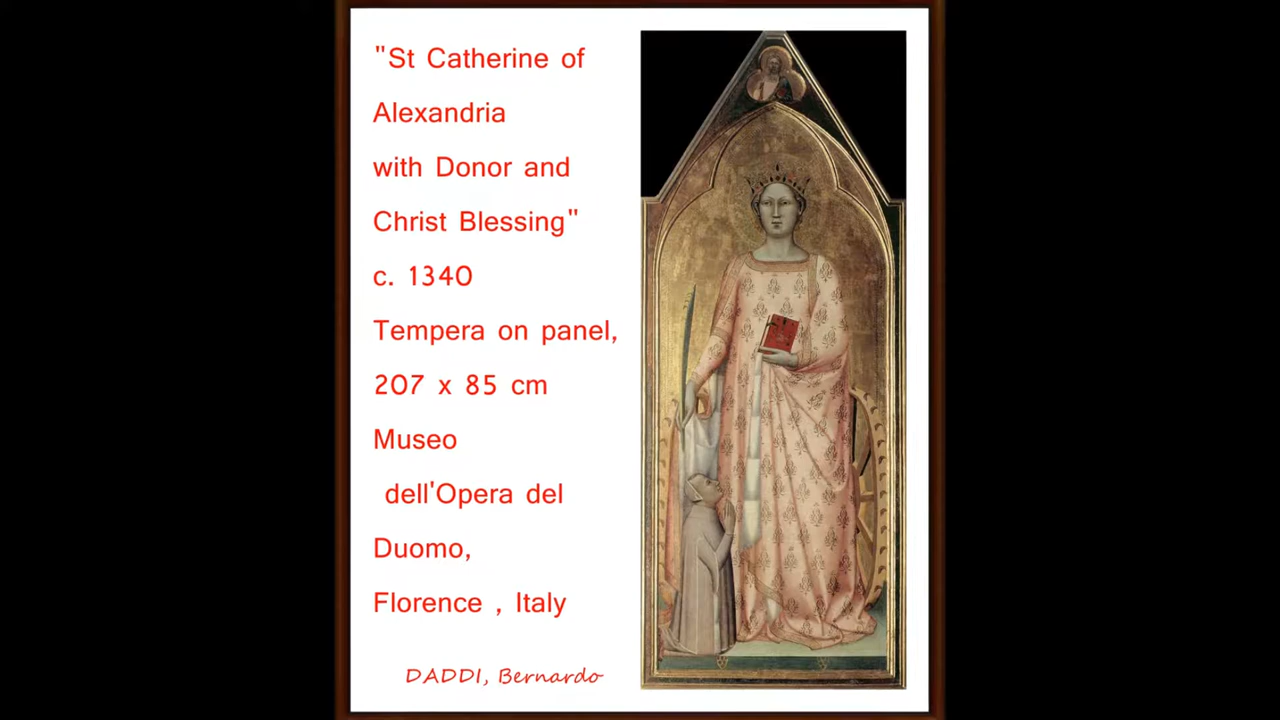 "St Catherine of
Alexandria
with Donor and
Christ Blessing"
c. 1340
Tempera on panel,
207 x 85 cm
Museo
dell'Opera del
Duomo,
Florence , Italy
DADDI, Bernardo